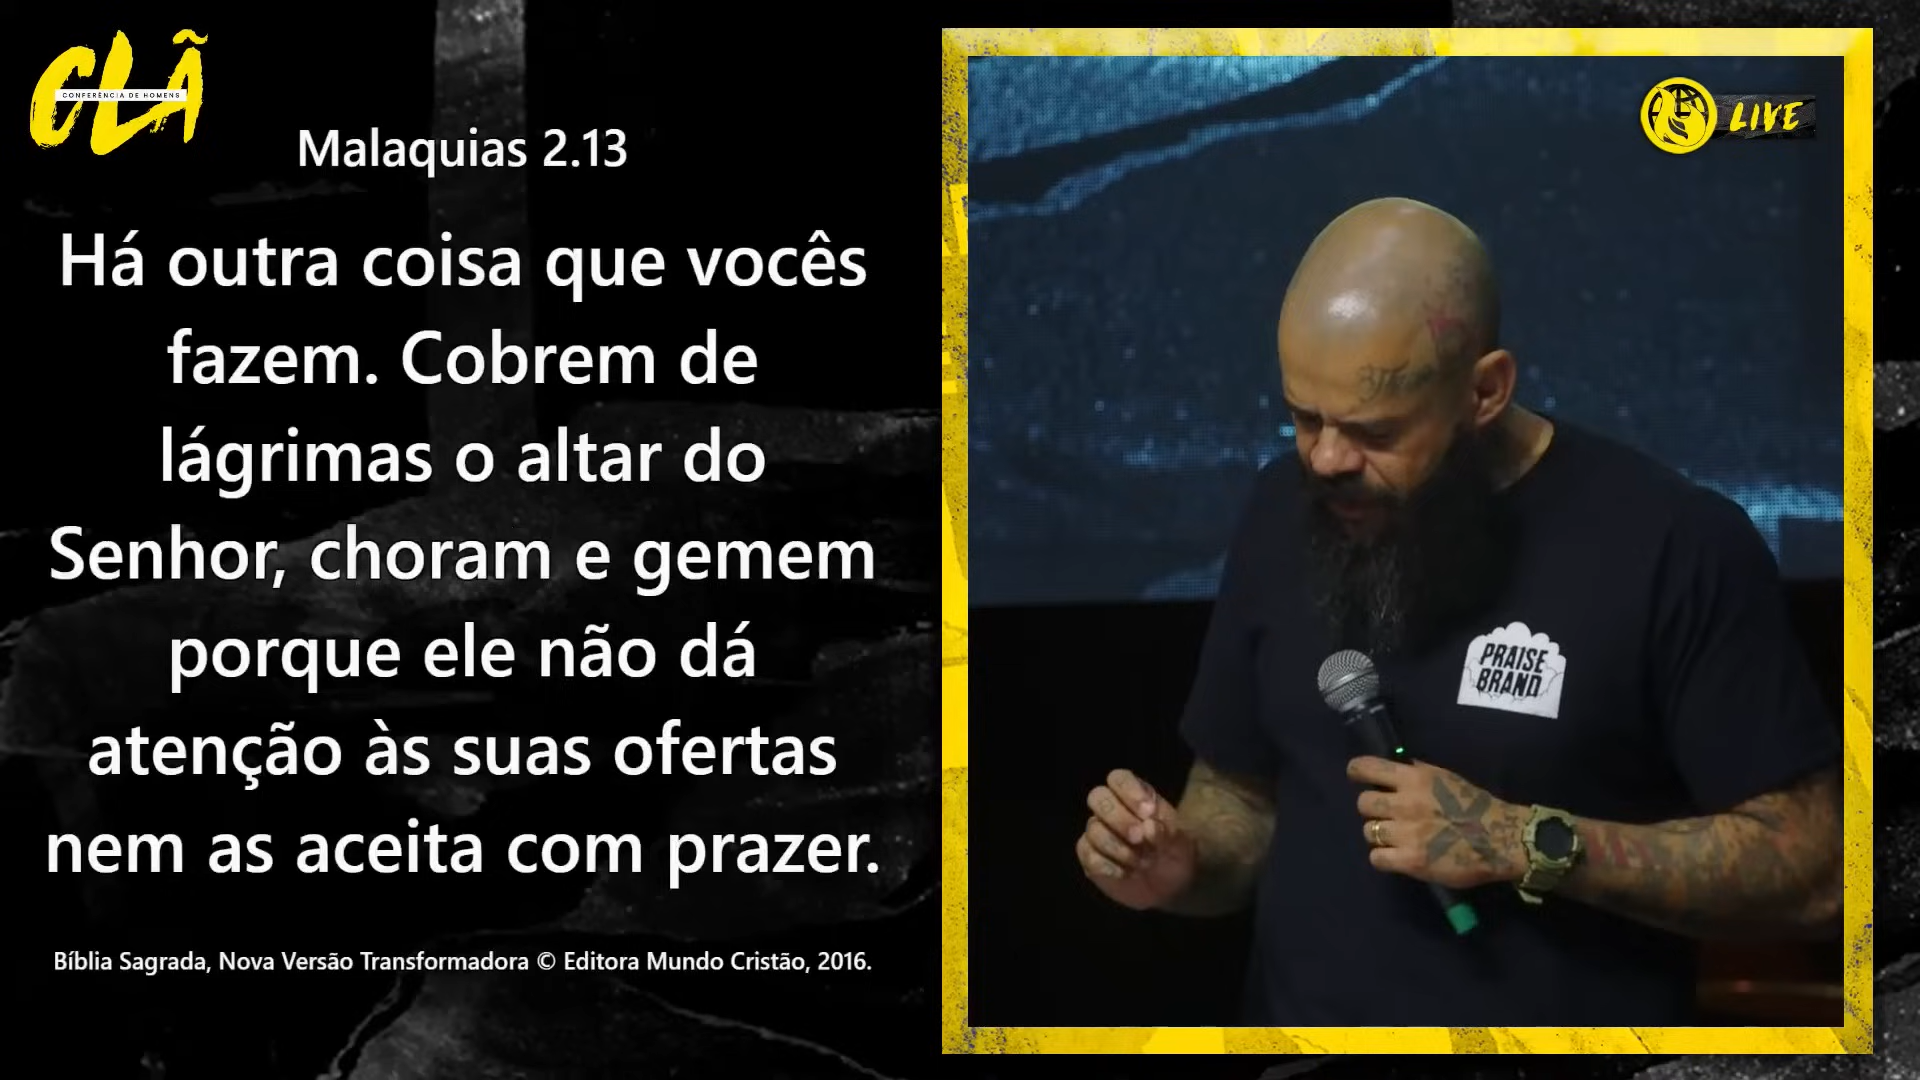 CLÃ
CONFERÊNCIA DE HOMENS
Malaquias 2.13
Há outra coisa que vocês
fazem. Cobrem de
lágrimas o altar do
Senhor, choram e gemem
porque ele não dá
atenção às suas ofertas
nem as aceita com prazer.
Bíblia Sagrada, Nova Versão Transformadora © Editora Mundo Cristão, 2016.
LIVE
PRAISE
BRAND